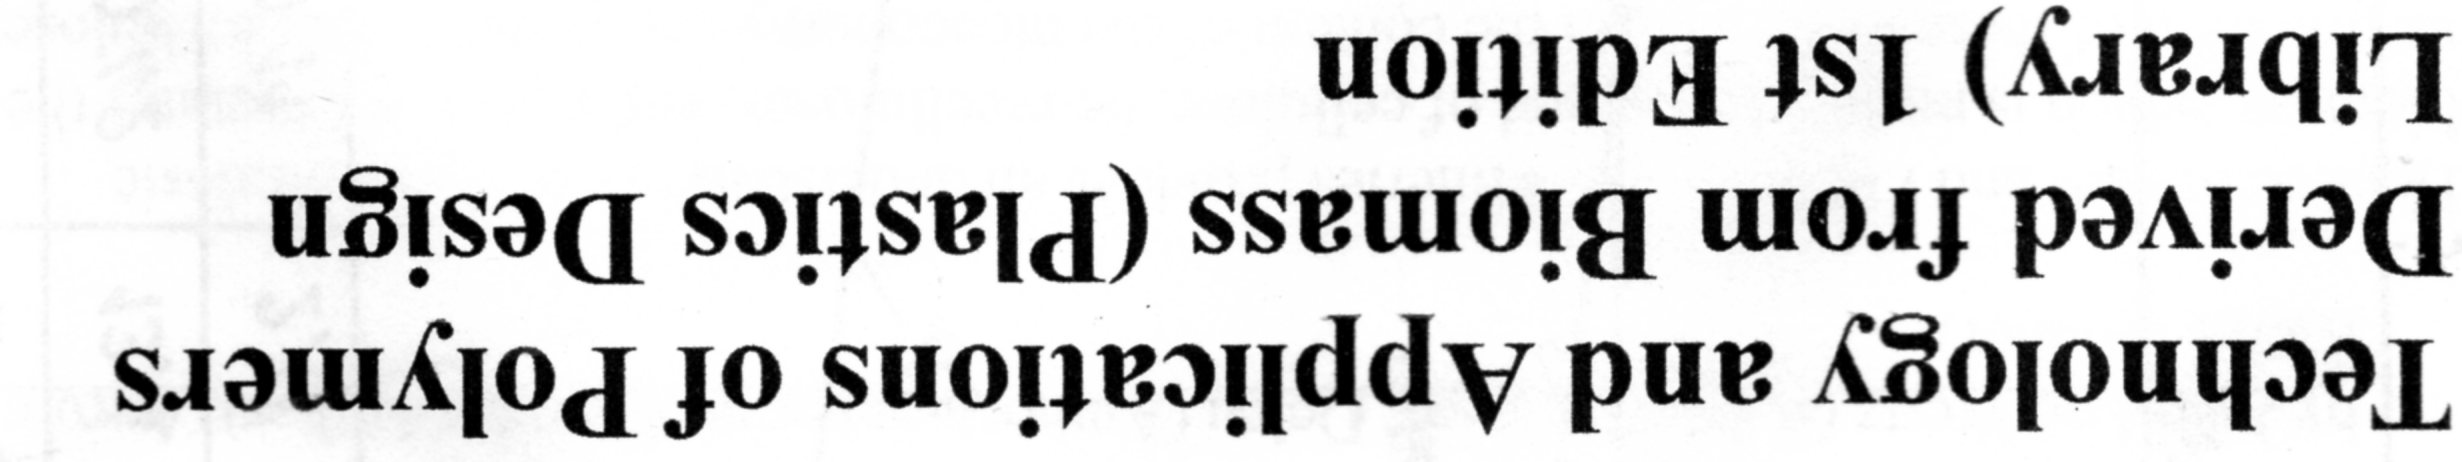 Technology and Applications of Polymers
Derived from Biomass (Plastics Design
Library) 1st Edition